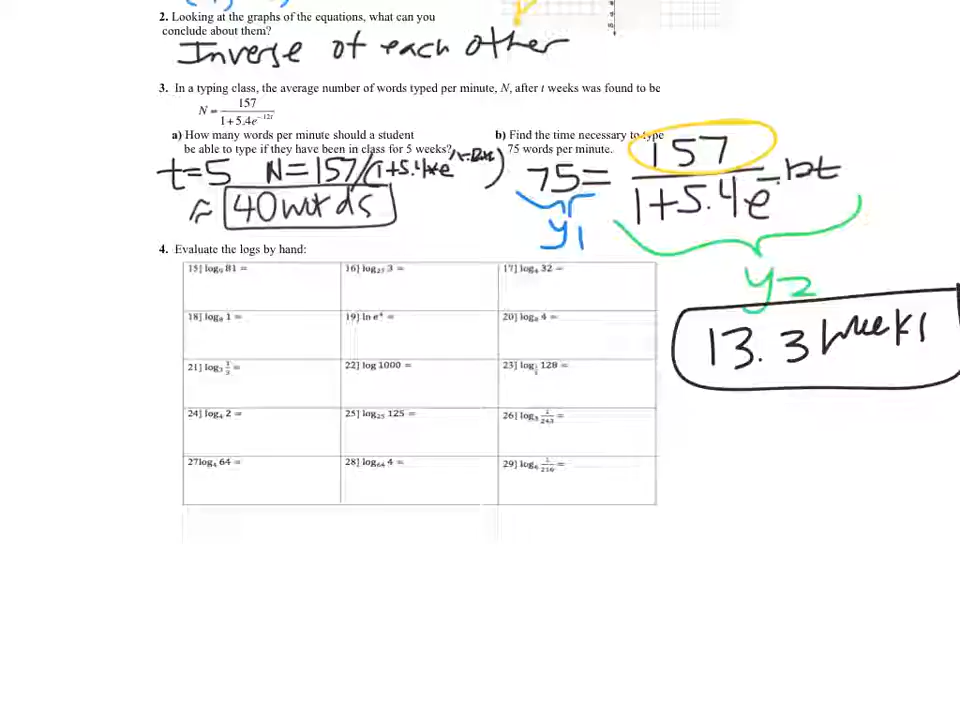 2. Looking at the graphs of the equations, what can you
conclude about them?
Inverse of each other
3. In a typing class, the average number of words typed per minute, N, after t weeks was found to be
N = 157 / 1+5.4e^-.12t
a) How many words per minute should a student
be able to type if they have been in class for 5 weeks?
t=5 N=157/(1+5.4*e^
≈ 40 words
b) Find the time necessary to type
75 words per minute.
75 = 157 / 1+5.4e^-.12t
y1
y2
13.3 weeks
4. Evaluate the logs by hand:
15] log₉ 81 =
16] log₂₇ 3 =
17] log₄ 32 =
18] log₈ 1 =
19] ln e⁴ =
20] log₈ 4 =
21] log₃ 1/3 =
22] log 1000 =
23] log 128 =
24] log₄ 2 =
25] log₂₅ 125 =
26] log₃ 1/243 =
27log₄ 64 =
28] log₆₄ 4 =
29] log₆ 1/216 =